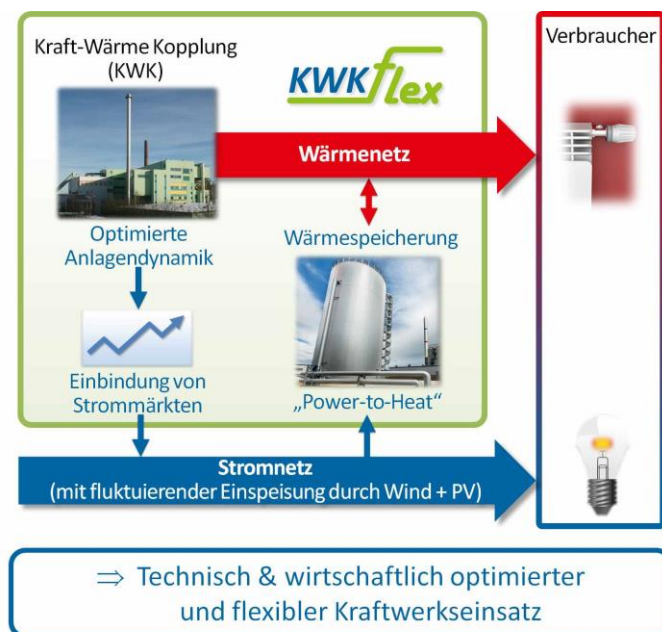 Kraft-Wärme Kopplung
(KWK)
KWKflex
Verbraucher
Wärmenetz
Optimierte
Anlagendynamik
Wärmespeicherung
Einbindung von
Strommärkten
„Power-to-Heat“
Stromnetz
(mit fluktuierender Einspeisung durch Wind + PV)
⇒ Technisch & wirtschaftlich optimierter
und flexibler Kraftwerkseinsatz